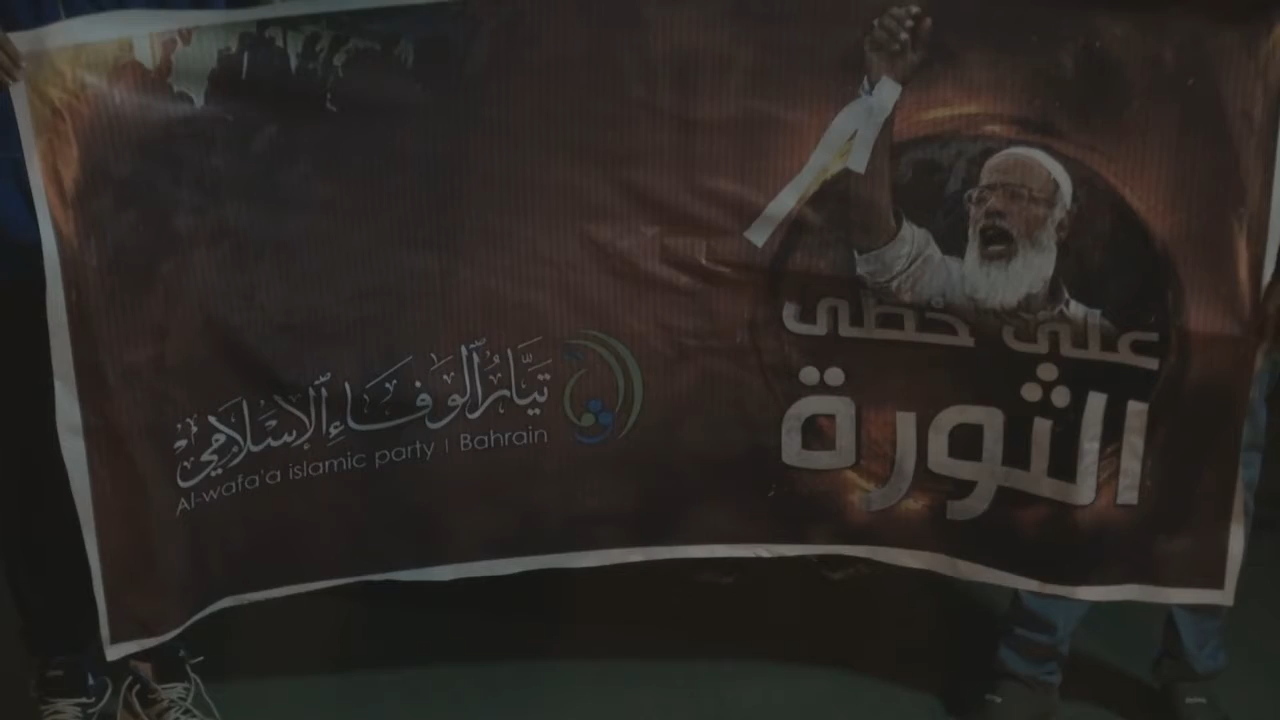 على خطى
الثورة
تيار الوفاء الإسلامي
Al-wafa'a islamic party | Bahrain